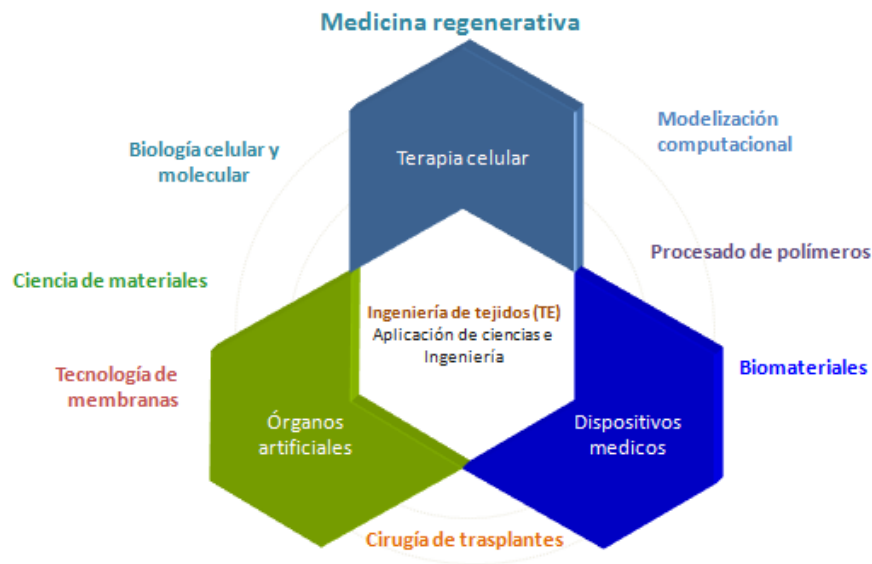 Medicina regenerativa
Modelización
computacional
Biología celular y
molecular
Terapia celular
Procesado de polímeros
Ciencia de materiales
Ingeniería de tejidos (TE)
Aplicación de ciencias e
Ingeniería
Tecnología de
membranas
Biomateriales
Órganos
artificiales
Dispositivos
medicos
Cirugía de trasplantes